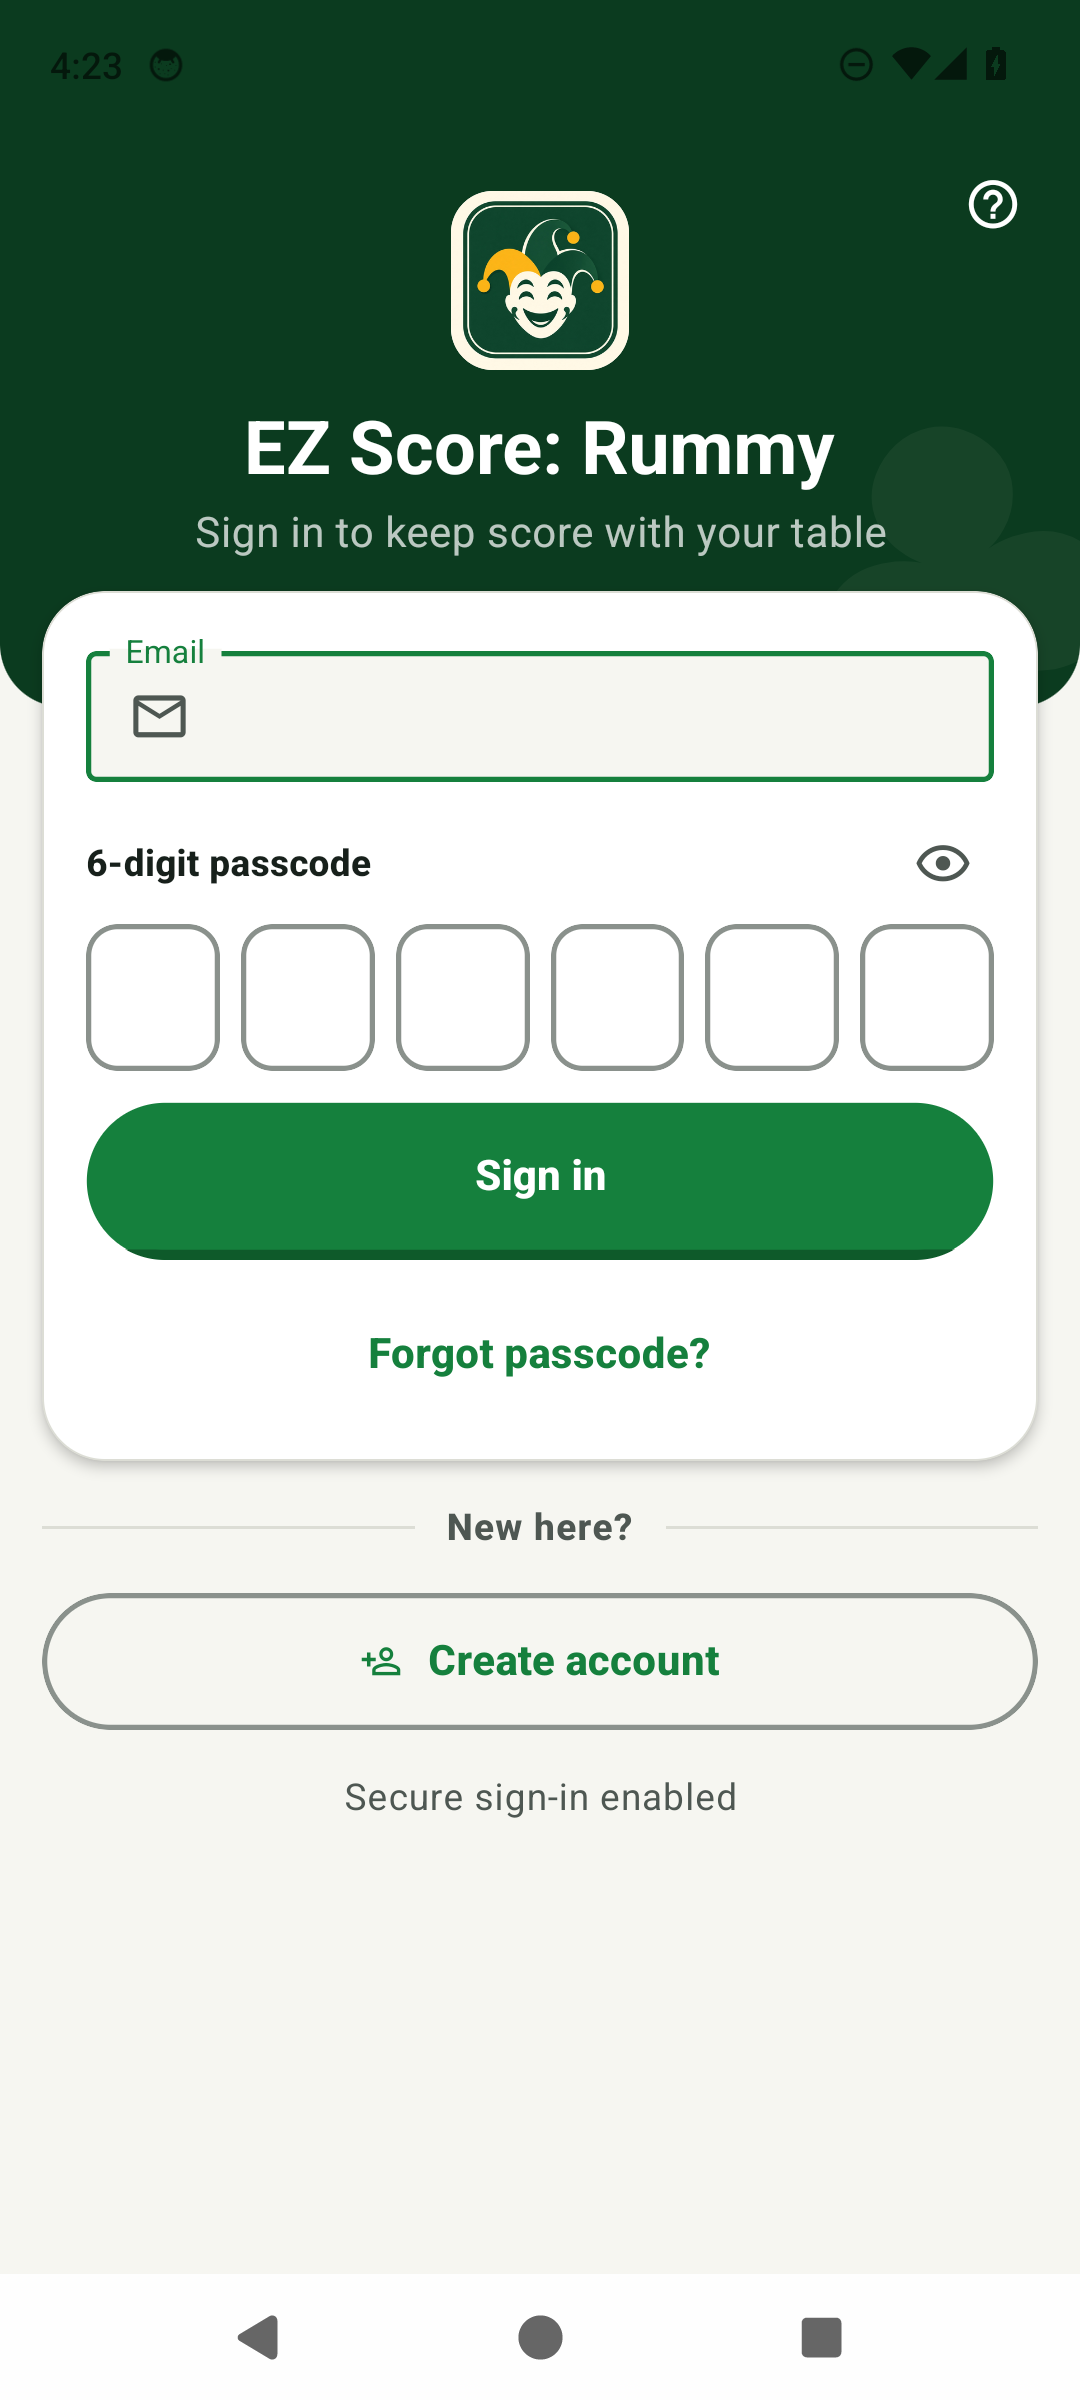 4:23
EZ Score: Rummy
Sign in to keep score with your table
Email
6-digit passcode
Sign in
Forgot passcode?
New here?
Create account
Secure sign-in enabled